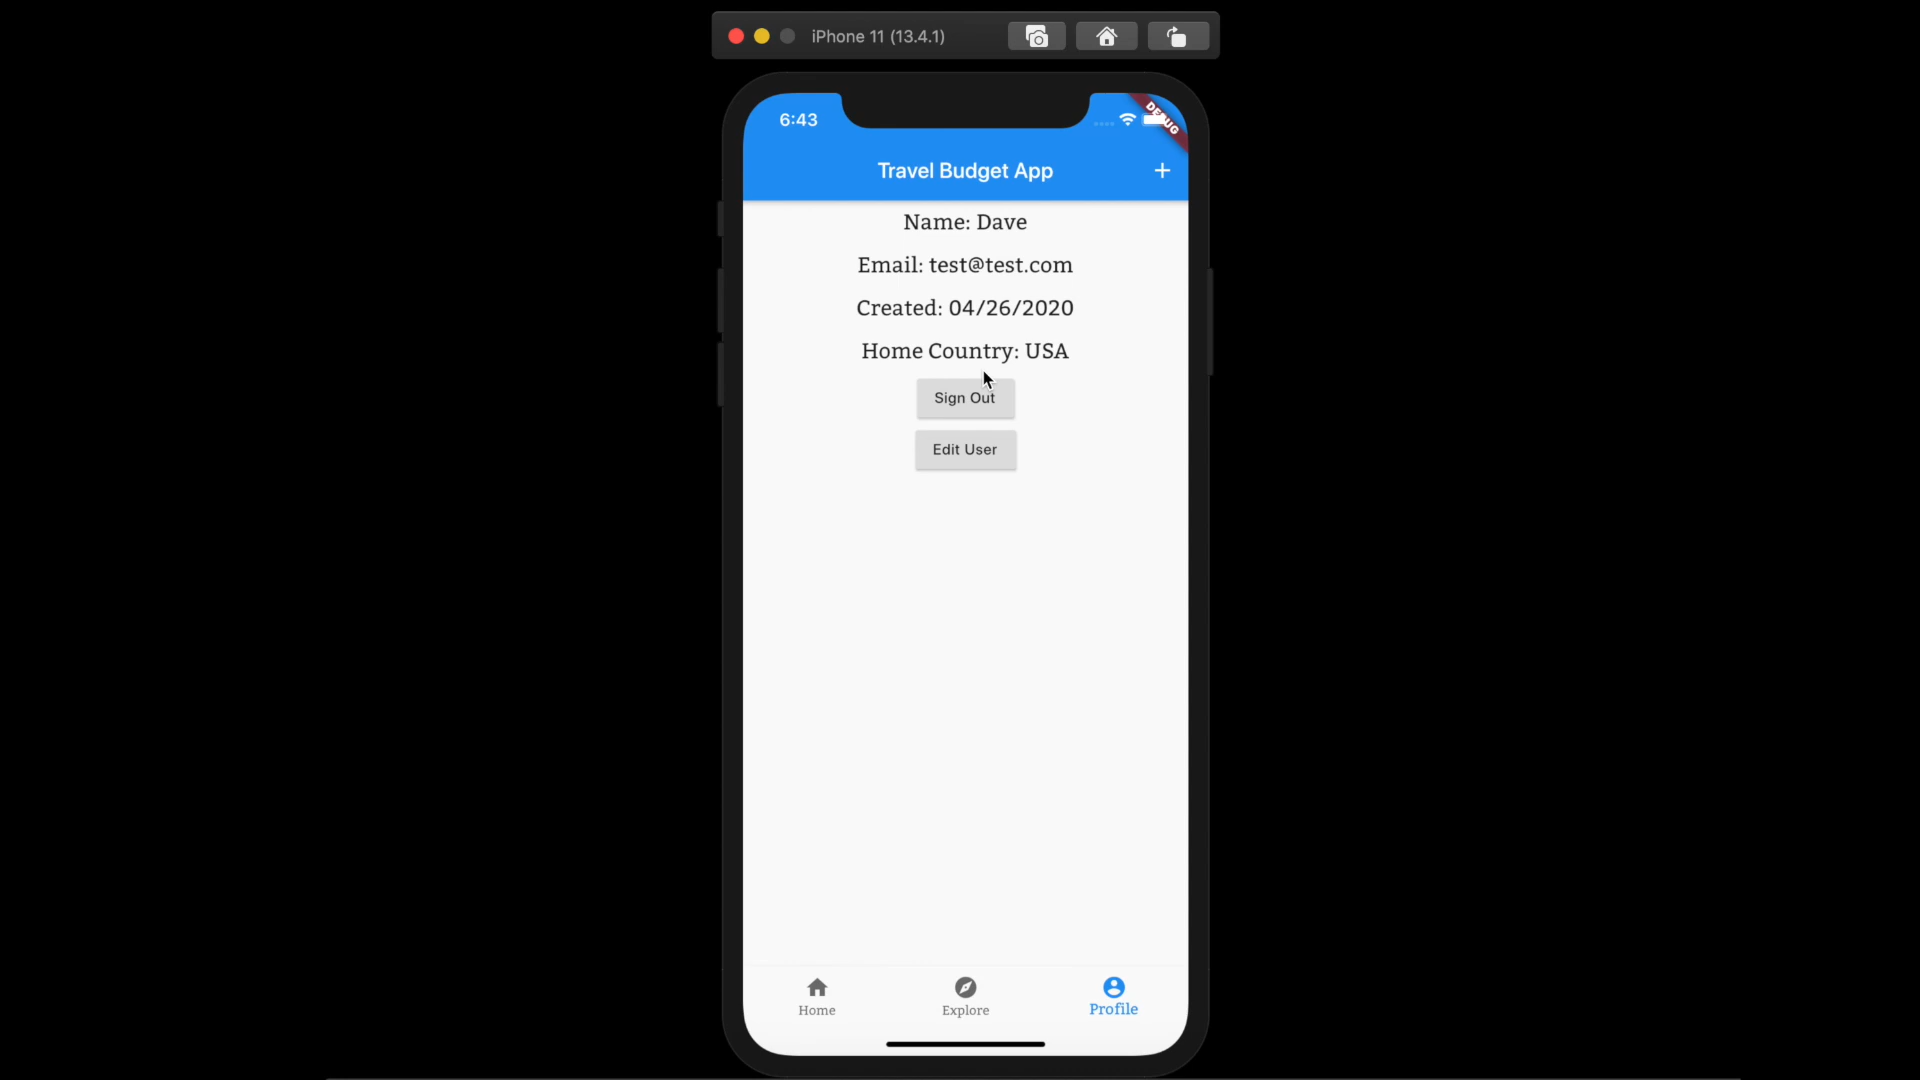 iPhone 11 (13.4.1)
6:43
DEBUG
Travel Budget App
Name: Dave
Email: test@test.com
Created: 04/26/2020
Home Country: USA
Sign Out
Edit User
Home
Explore
Profile